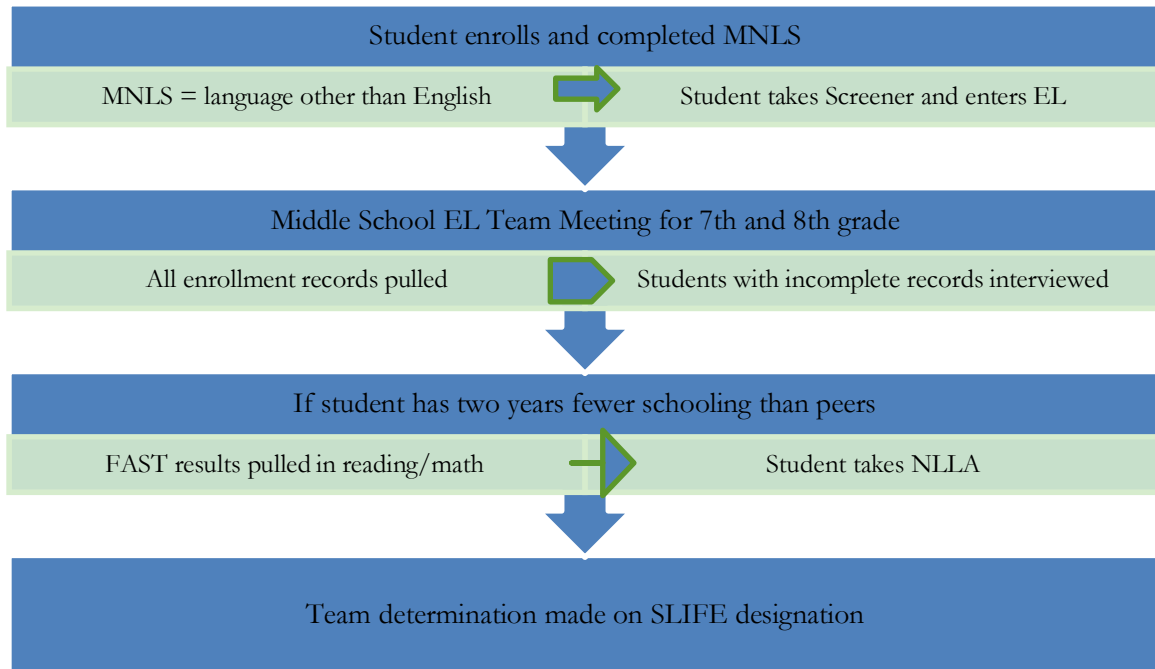 Student enrolls and completed MNLS
MNLS = language other than English
Student takes Screener and enters EL
Middle School EL Team Meeting for 7th and 8th grade
All enrollment records pulled
Students with incomplete records interviewed
If student has two years fewer schooling than peers
FAST results pulled in reading/math
Student takes NLLA
Team determination made on SLIFE designation